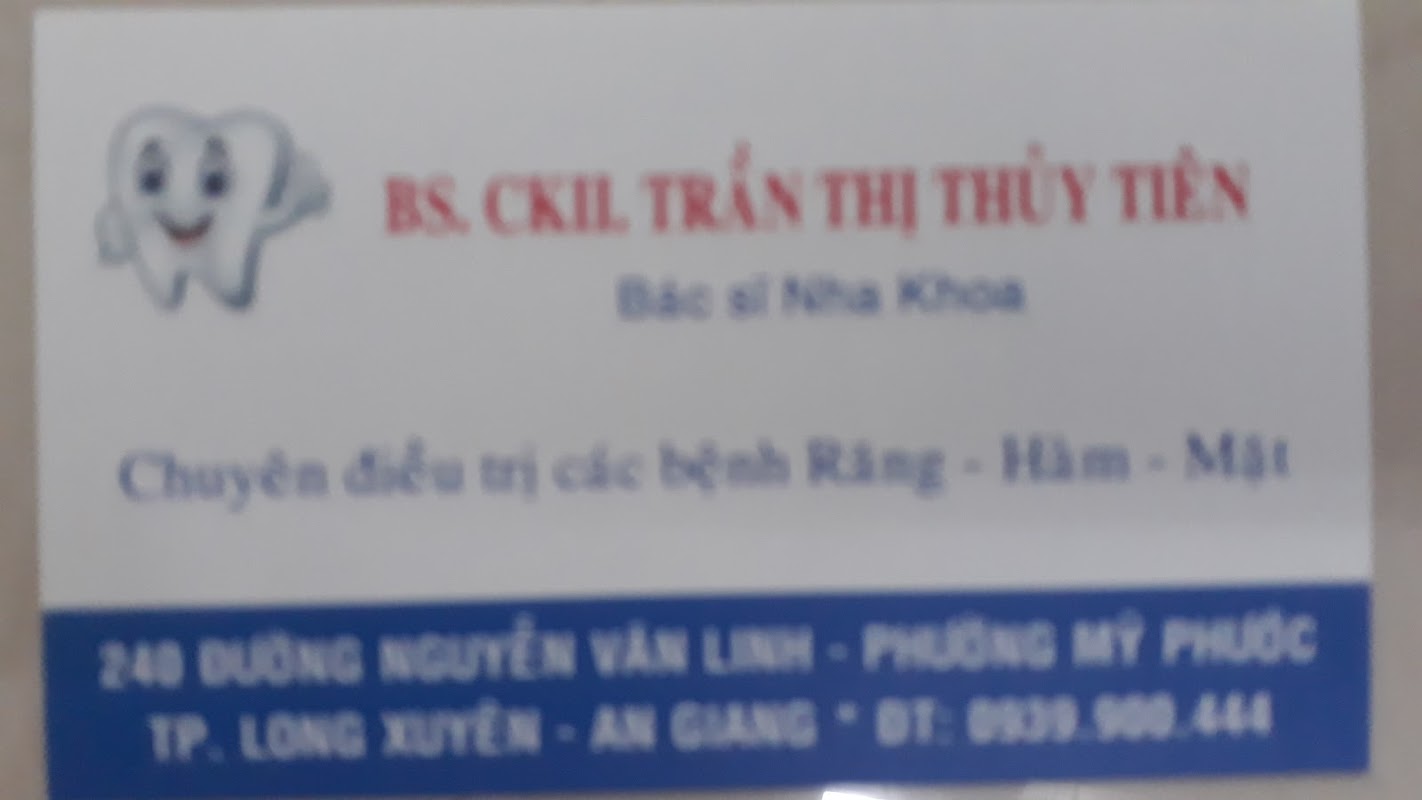 BS. CKII. TRẦN THỊ THỦY TIÊN
Bác sĩ Nha Khoa
Chuyên điều trị các bệnh Răng - Hàm - Mặt
240 ĐƯỜNG NGUYỄN VĂN LINH - PHƯỜNG MỸ PHƯỚC
TP. LONG XUYÊN - AN GIANG * ĐT: 0939.900.444